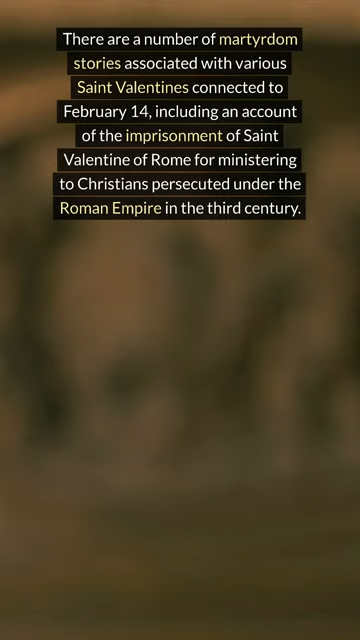 There are a number of martyrdom
stories associated with various
Saint Valentines connected to
February 14, including an account
of the imprisonment of Saint
Valentine of Rome for ministering
to Christians persecuted under the
Roman Empire in the third century.